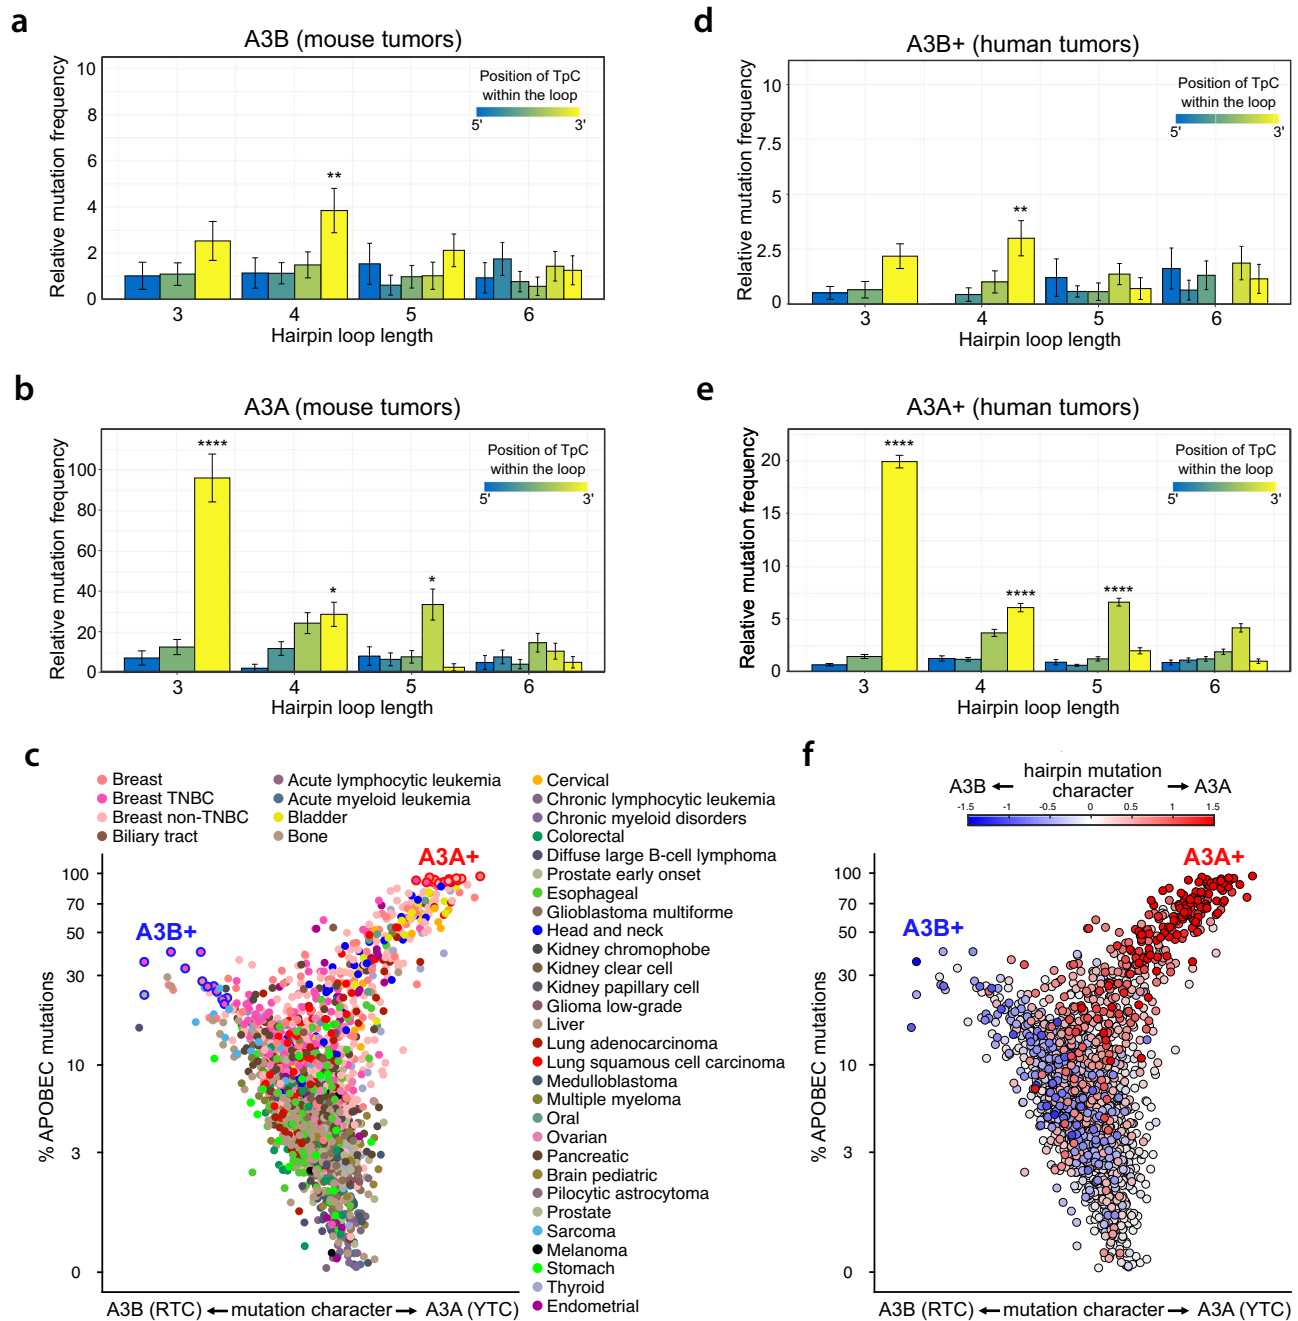 a
A3B (mouse tumors)
Relative mutation frequency
10
8
6
4
2
0
Position of TpC
within the loop
5' 3'
**
3 4 5 6
Hairpin loop length
d
A3B+ (human tumors)
Relative mutation frequency
10
7.5
5
2.5
0
Position of TpC
within the loop
5' 3'
**
3 4 5 6
Hairpin loop length
b
A3A (mouse tumors)
Relative mutation frequency
100
80
60
40
20
0
Position of TpC
within the loop
5' 3'
****
*
*
3 4 5 6
Hairpin loop length
e
A3A+ (human tumors)
Relative mutation frequency
20
15
10
5
0
Position of TpC
within the loop
5' 3'
****
****
****
3 4 5 6
Hairpin loop length
c
Breast
Breast TNBC
Breast non-TNBC
Biliary tract
Acute lymphocytic leukemia
Acute myeloid leukemia
Bladder
Bone
Cervical
Chronic lymphocytic leukemia
Chronic myeloid disorders
Colorectal
Diffuse large B-cell lymphoma
Prostate early onset
Esophageal
Glioblastoma multiforme
Head and neck
Kidney chromophobe
Kidney clear cell
Kidney papillary cell
Glioma low-grade
Liver
Lung adenocarcinoma
Lung squamous cell carcinoma
Medulloblastoma
Multiple myeloma
Oral
Ovarian
Pancreatic
Brain pediatric
Pilocytic astrocytoma
Prostate
Sarcoma
Melanoma
Stomach
Thyroid
Endometrial
A3A+
A3B+
% APOBEC mutations
100
70
50
30
10
3
0
A3B (RTC) ← mutation character → A3A (YTC)
f
hairpin mutation
A3B ← character → A3A
-1.5 -1 -0.5 0 0.5 1 1.5
A3A+
A3B+
% APOBEC mutations
100
70
50
30
10
3
0
A3B (RTC) ← mutation character → A3A (YTC)